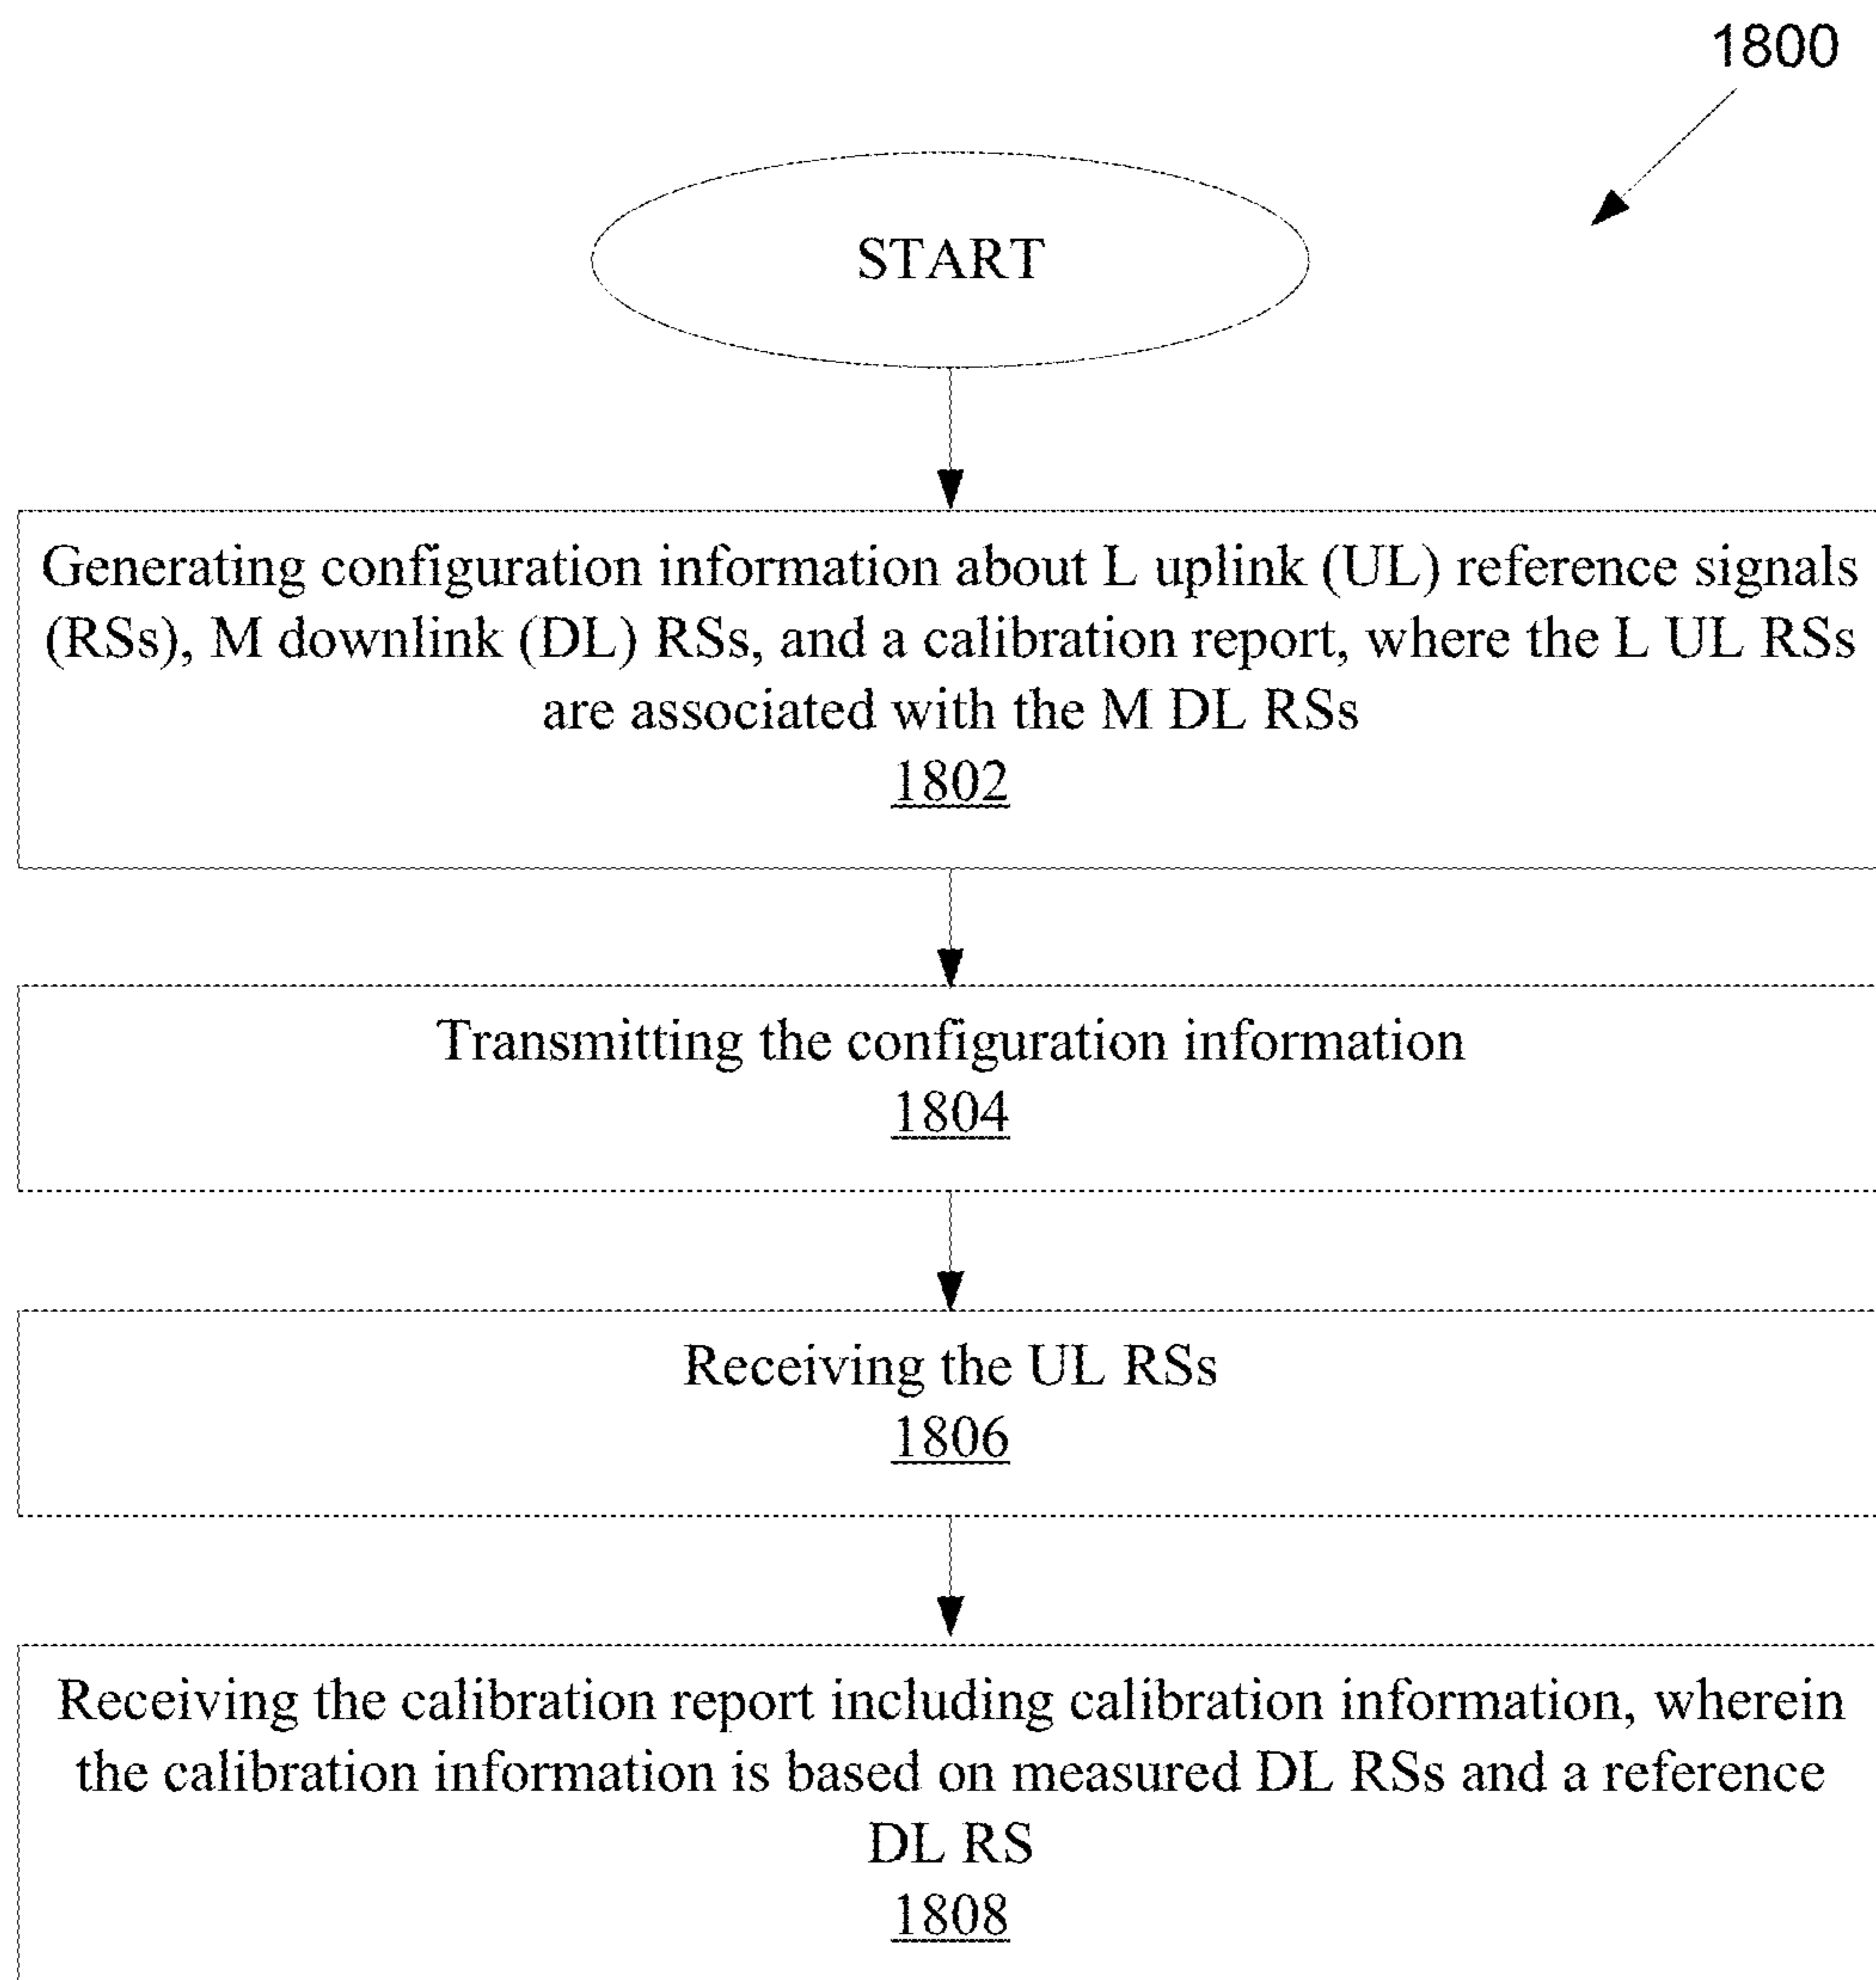 1800
START
Generating configuration information about L uplink (UL) reference signals
(RSs), M downlink (DL) RSs, and a calibration report, where the L UL RSs
are associated with the M DL RSs
1802
Transmitting the configuration information
1804
Receiving the UL RSs
1806
Receiving the calibration report including calibration information, wherein
the calibration information is based on measured DL RSs and a reference
DL RS
1808